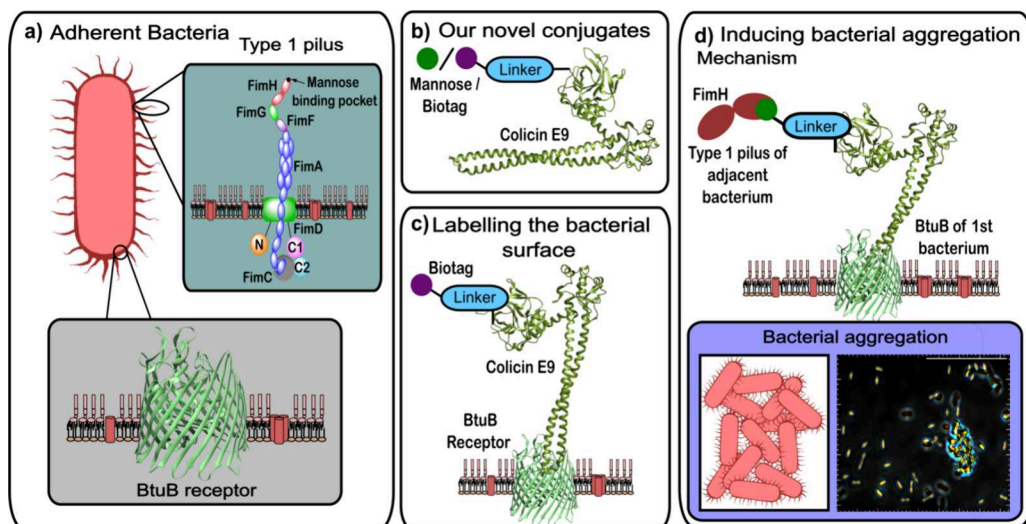 a) Adherent Bacteria
Type 1 pilus
FimH
Mannose
binding pocket
FimG
FimF
FimA
FimD
N
C1
C2
FimC
BtuB receptor
b) Our novel conjugates
Linker
Mannose /
Biotag
Colicin E9
c) Labelling the bacterial
surface
Biotag
Linker
Colicin E9
BtuB
Receptor
d) Inducing bacterial aggregation
Mechanism
FimH
Linker
Type 1 pilus of
adjacent
bacterium
BtuB of 1st
bacterium
Bacterial aggregation